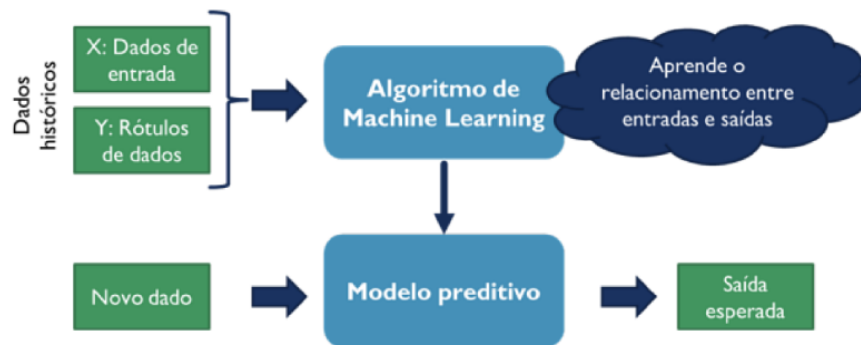 Dados
históricos
X: Dados de
entrada
Y: Rótulos
de dados
Algoritmo de
Machine Learning
Aprende o
relacionamento entre
entradas e saídas
Novo dado
Modelo preditivo
Saída
esperada